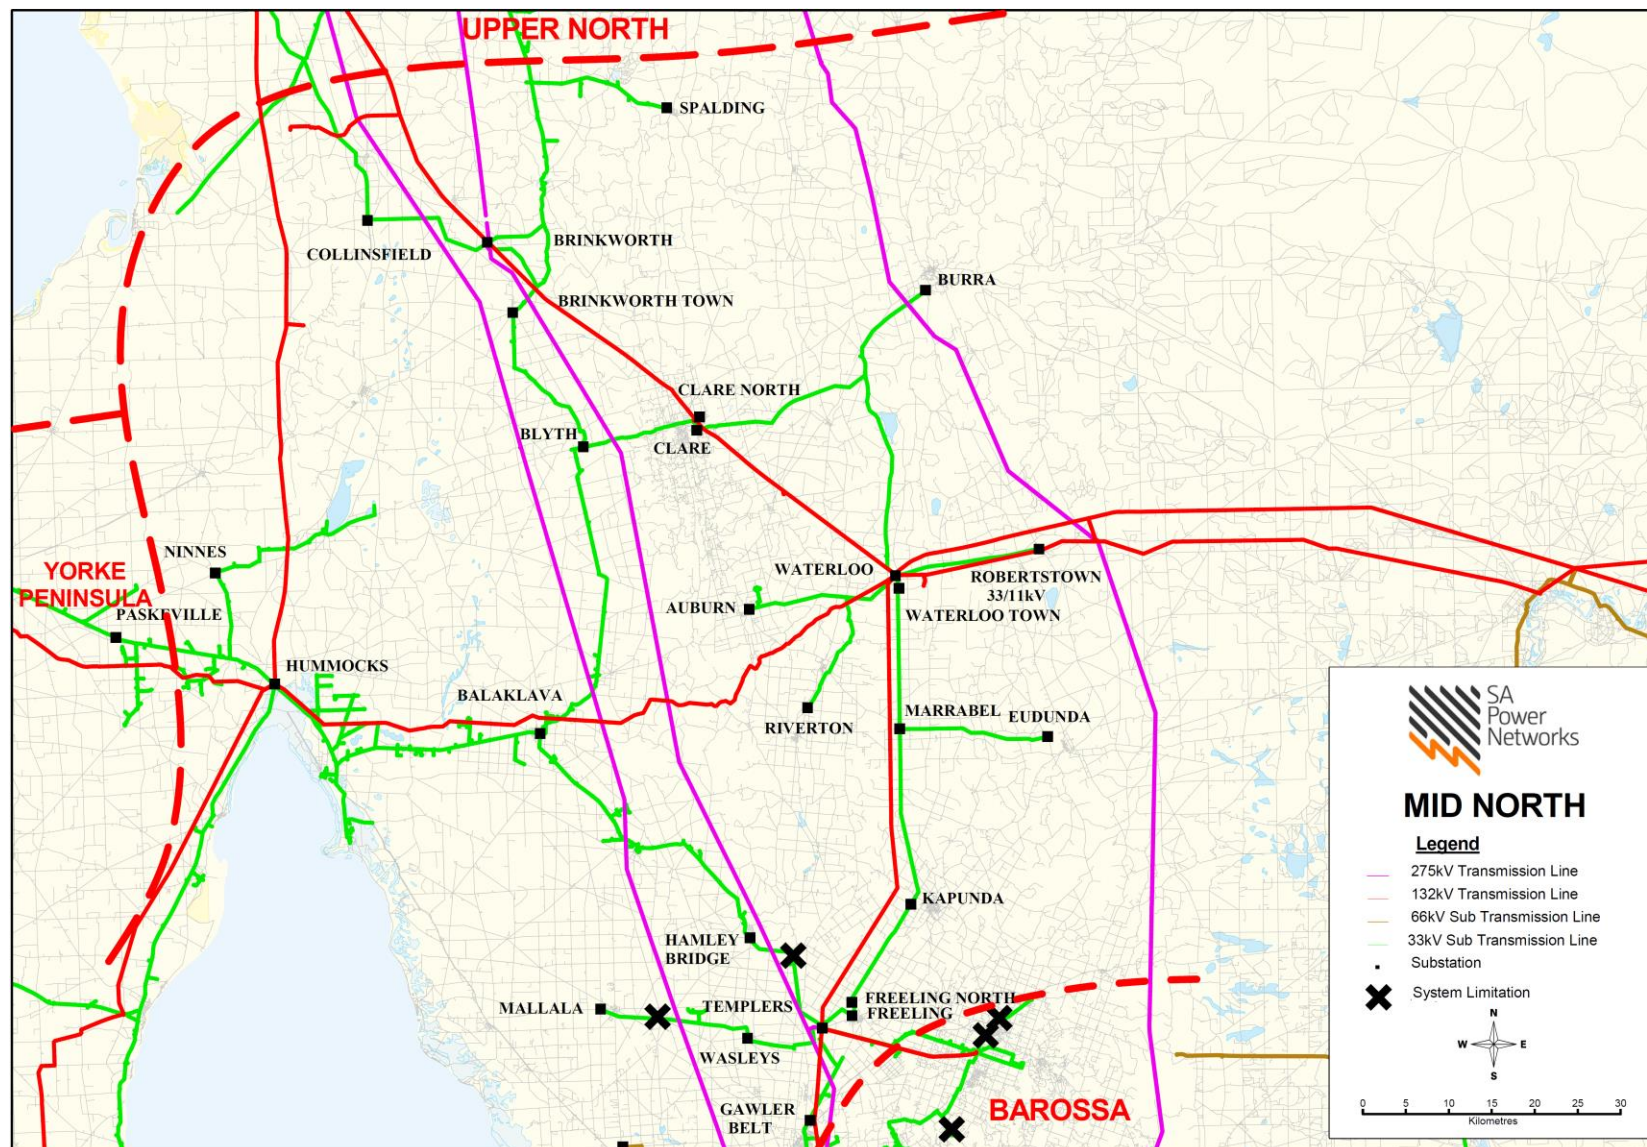 UPPER NORTH
SPALDING
COLLINSFIELD
BRINKWORTH
BRINKWORTH TOWN
BURRA
CLARE NORTH
BLYTH
CLARE
NINNES
YORKE
PENINSULA
PASKEVILLE
WATERLOO
ROBERTSTOWN
33/11kV
AUBURN
WATERLOO TOWN
HUMMOCKS
BALAKLAVA
RIVERTON
MARRABEL
EUDUNDA
KAPUNDA
HAMLEY
BRIDGE
MALLALA
TEMPLERS
FREELING NORTH
FREELING
WASLEYS
GAWLER
BELT
BAROSSA
SA
Power
Networks
MID NORTH
Legend
275kV Transmission Line
132kV Transmission Line
66kV Sub Transmission Line
33kV Sub Transmission Line
Substation
System Limitation
N
W E
S
0 5 10 15 20 25 30
Kilometres